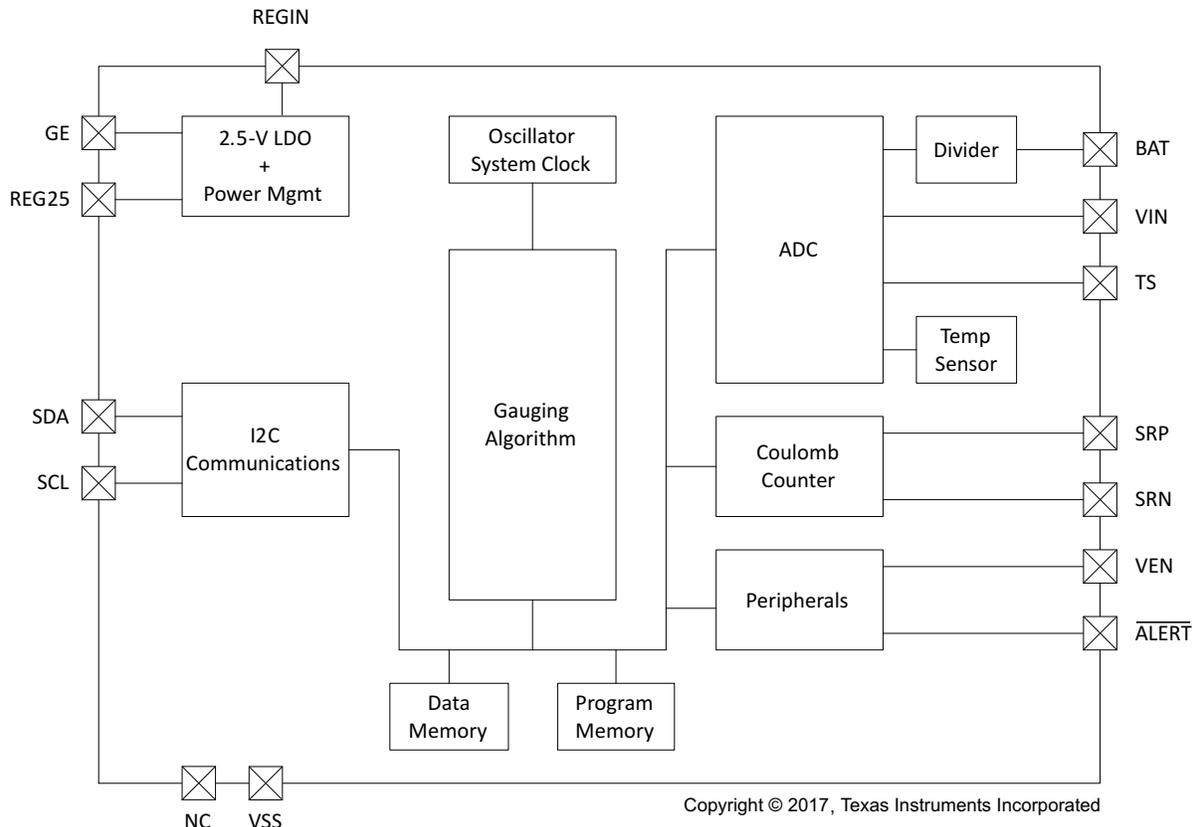 REGIN
GE
REG25
2.5-V LDO
+
Power Mgmt
Oscillator
System Clock
ADC
Divider
BAT
VIN
TS
Temp
Sensor
SDA
SCL
I2C
Communications
Gauging
Algorithm
Coulomb
Counter
SRP
SRN
VEN
Peripherals
ALERT
Data
Memory
Program
Memory
NC
VSS
Copyright © 2017, Texas Instruments Incorporated